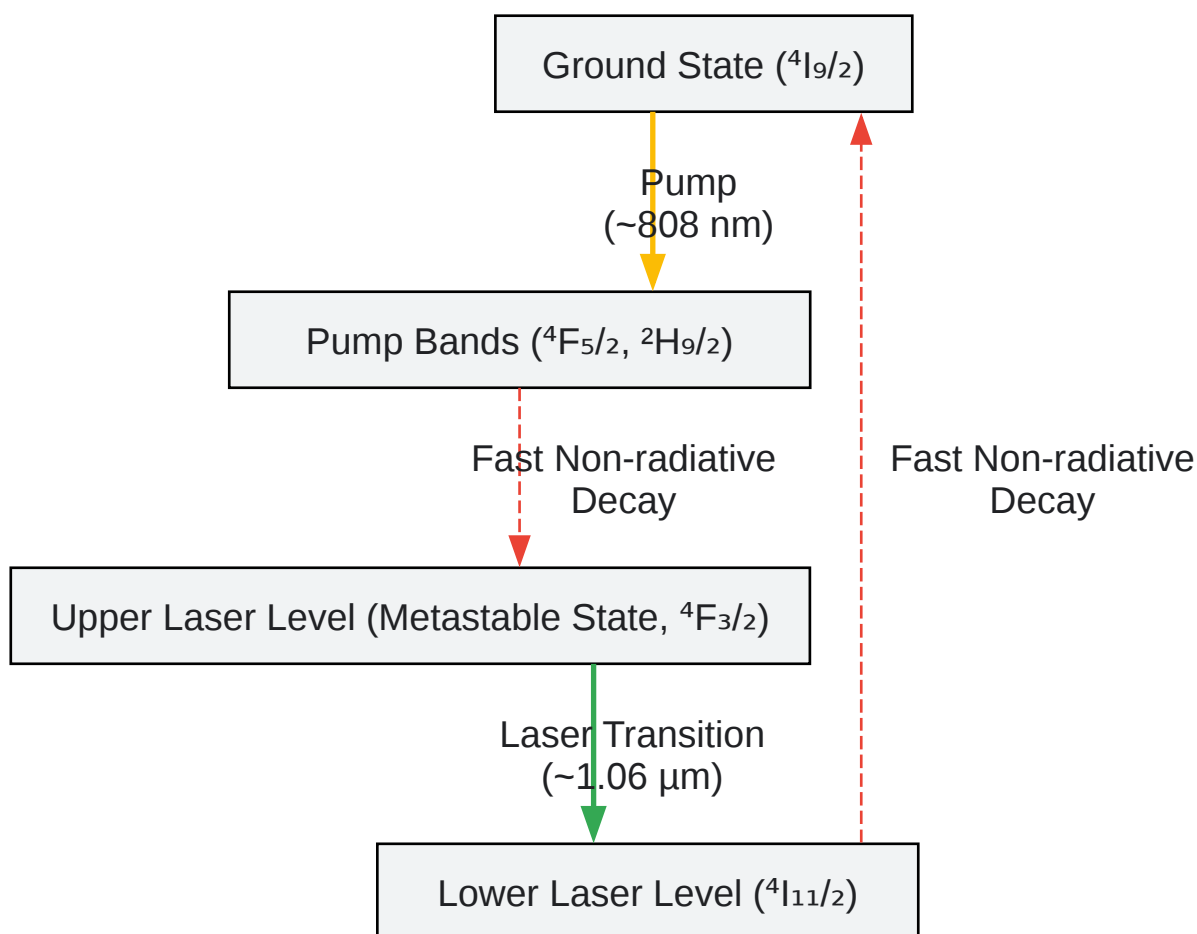 Ground State (⁴I₉/₂)
Pump
(~808 nm)
Pump Bands (⁴F₅/₂, ²H₉/₂)
Fast Non-radiative
Decay
Fast Non-radiative
Decay
Upper Laser Level (Metastable State, ⁴F₃/₂)
Laser Transition
(~1.06 µm)
Lower Laser Level (⁴I₁₁/₂)